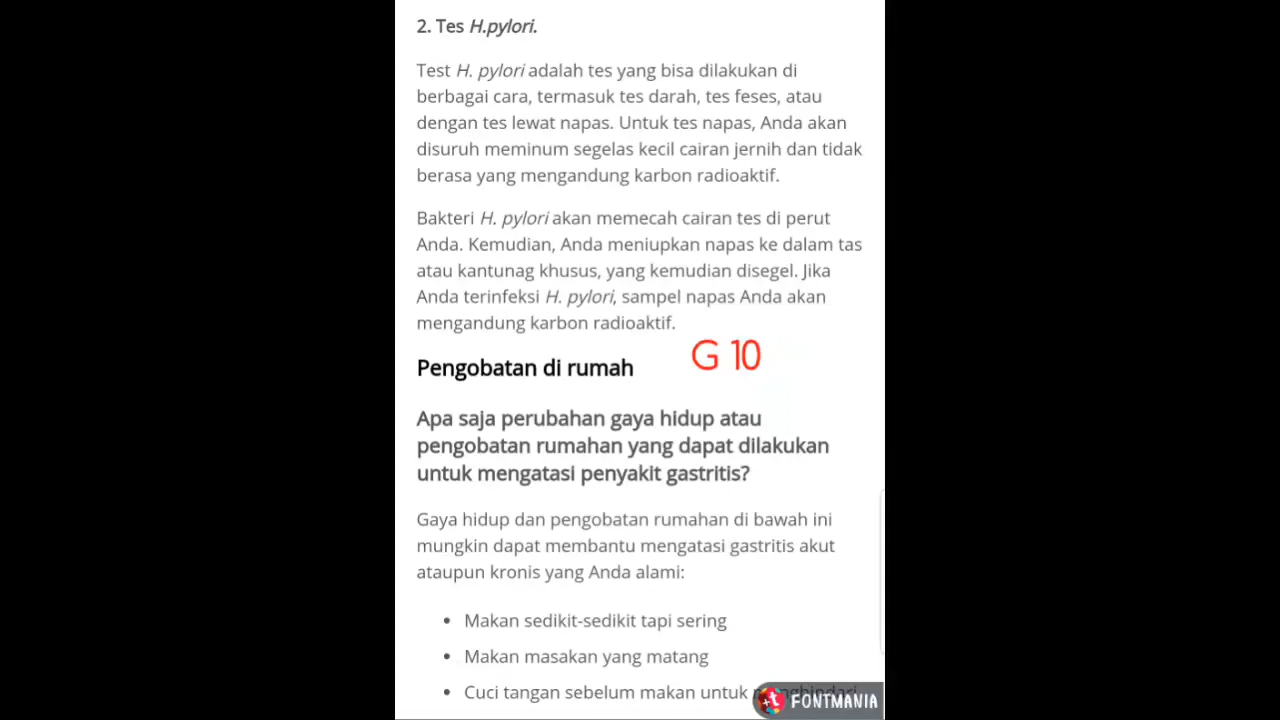 2. Tes H.pylori.
Test H. pylori adalah tes yang bisa dilakukan di
berbagai cara, termasuk tes darah, tes feses, atau
dengan tes lewat napas. Untuk tes napas, Anda akan
disuruh meminum segelas kecil cairan jernih dan tidak
berasa yang mengandung karbon radioaktif.
Bakteri H. pylori akan memecah cairan tes di perut
Anda. Kemudian, Anda meniupkan napas ke dalam tas
atau kantunag khusus, yang kemudian disegel. Jika
Anda terinfeksi H. pylori, sampel napas Anda akan
mengandung karbon radioaktif.
G 10
Pengobatan di rumah
Apa saja perubahan gaya hidup atau
pengobatan rumahan yang dapat dilakukan
untuk mengatasi penyakit gastritis?
Gaya hidup dan pengobatan rumahan di bawah ini
mungkin dapat membantu mengatasi gastritis akut
ataupun kronis yang Anda alami:
• Makan sedikit-sedikit tapi sering
• Makan masakan yang matang
• Cuci tangan sebelum makan untuk
FONTMANIA